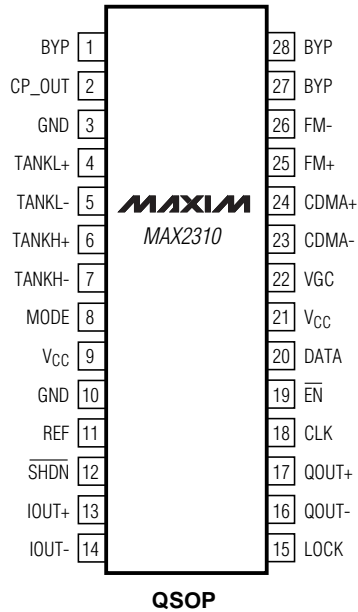 BYP 1
CP_OUT 2
GND 3
TANKL+ 4
TANKL- 5
TANKH+ 6
TANKH- 7
MODE 8
VCC 9
GND 10
REF 11
SHDN 12
IOUT+ 13
IOUT- 14
MAXIM
MAX2310
28 BYP
27 BYP
26 FM-
25 FM+
24 CDMA+
23 CDMA-
22 VGC
21 VCC
20 DATA
19 EN
18 CLK
17 QOUT+
16 QOUT-
15 LOCK
QSOP